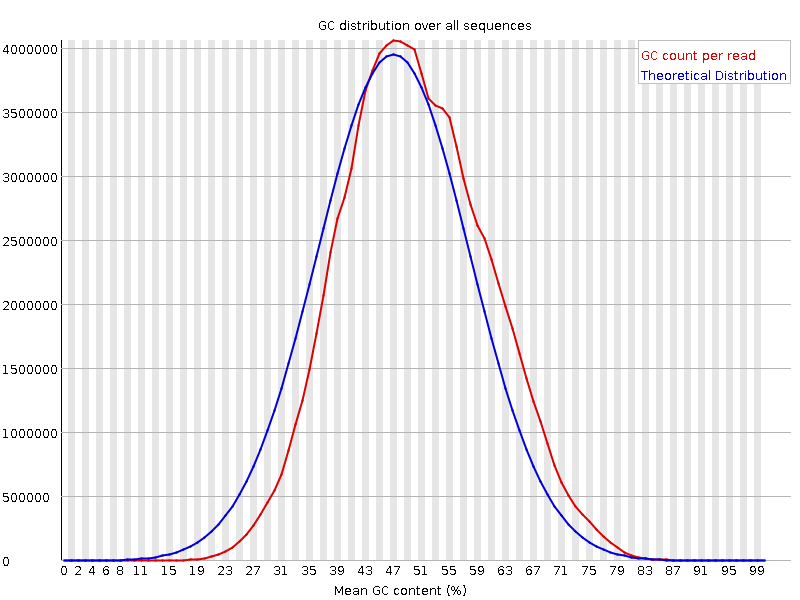 GC distribution over all sequences
GC count per read
Theoretical Distribution
4000000
3500000
3000000
2500000
2000000
1500000
1000000
500000
0
0 2 4 6 8 11 15 19 23 27 31 35 39 43 47 51 55 59 63 67 71 75 79 83 87 91 95 99
Mean GC content (%)